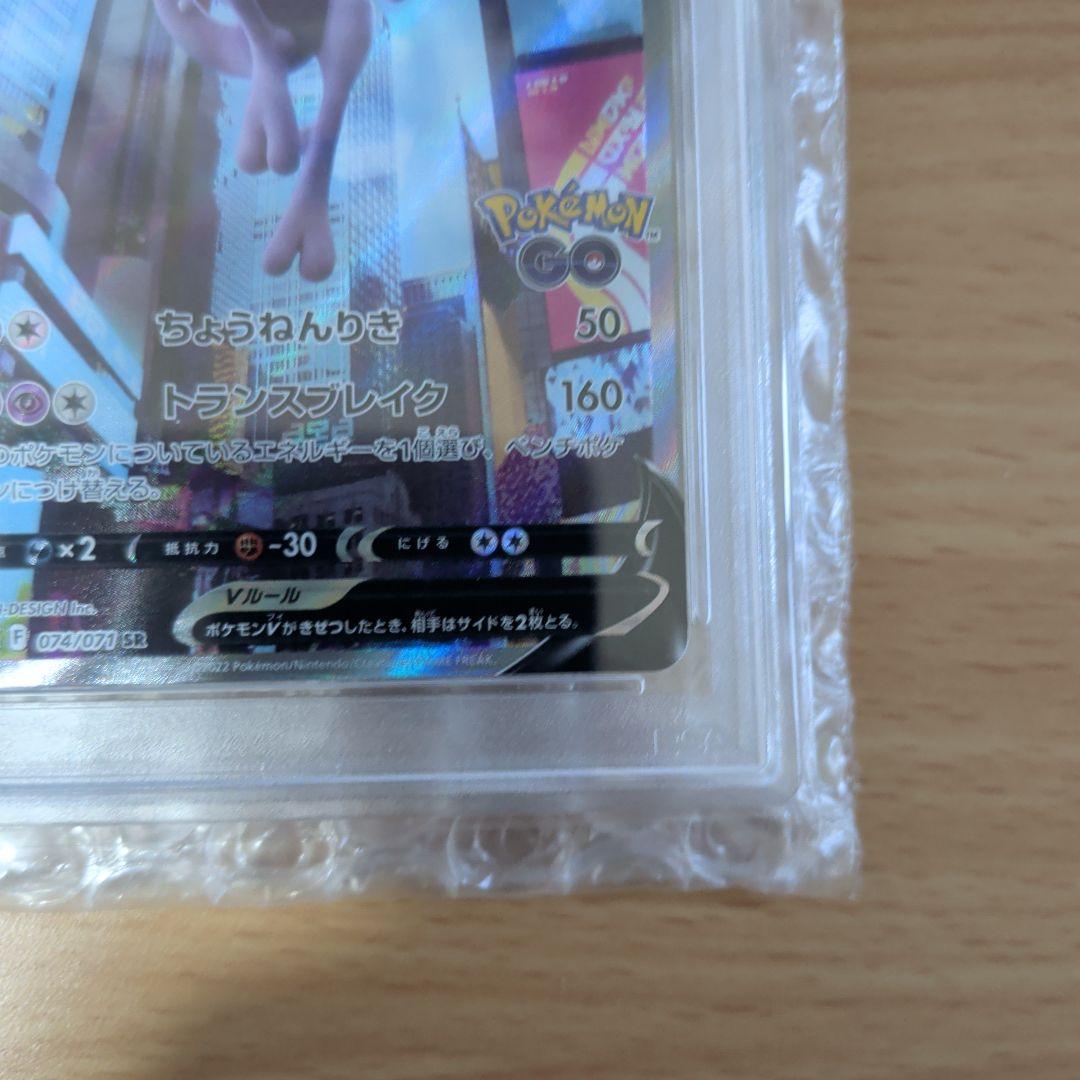 POKÉMON
GO
ちょうねんりき 50
トランスブレイク 160
のポケモンについているエネルギーを1個選び、ベンチポケ
ンにつけ替える。
×2 抵抗力 -30 にげる
-DESIGN Inc.
Vルール
ポケモンVがきぜつしたとき、相手はサイドを2枚とる。
F 074/071 SR
2022 Pokémon/Nintendo/ FREAK.